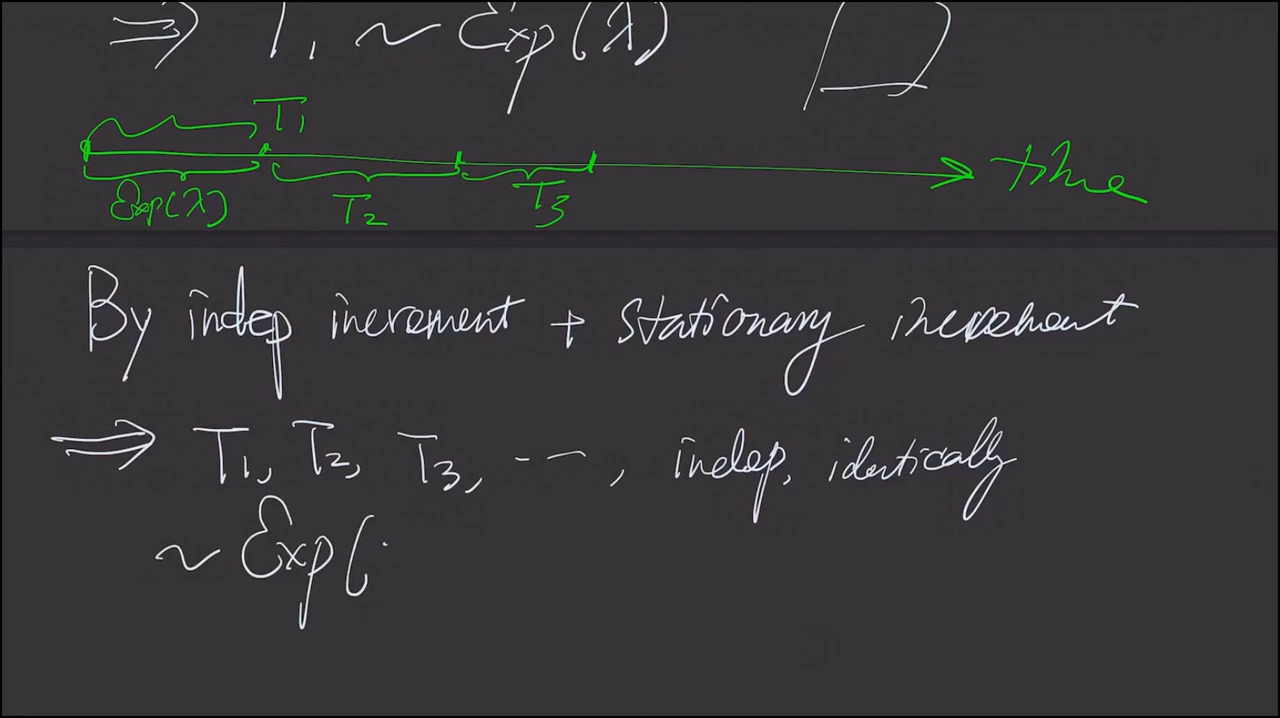 ⇒ T₁ ~ Exp(λ)
T₁
time
Exp(λ) T₂ T₃
By indep increment + stationary increment
⇒ T₁, T₂, T₃, ---, indep, identically
~ Exp(